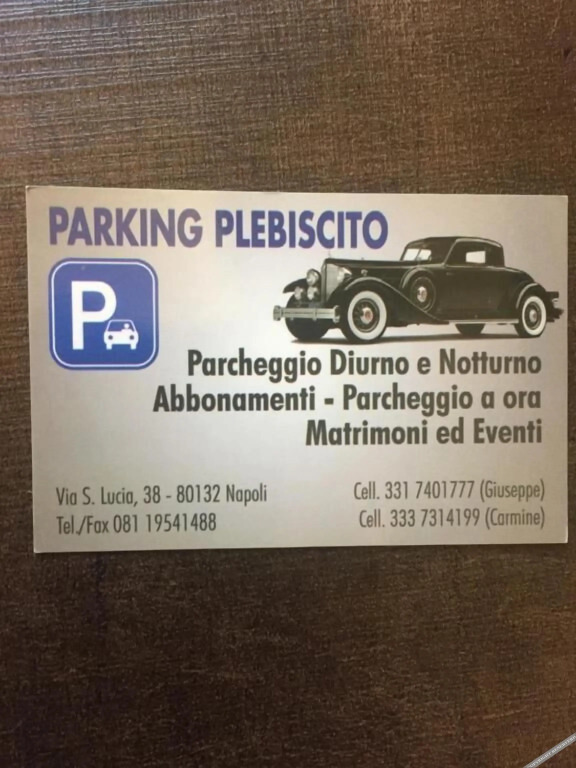 PARKING PLEBISCITO
P
Parcheggio Diurno e Notturno
Abbonamenti - Parcheggio a ora
Matrimoni ed Eventi
Via S. Lucia, 38 - 80132 Napoli
Tel./Fax 081 19541488
Cell. 331 7401777 (Giuseppe)
Cell. 333 7314199 (Carmine)